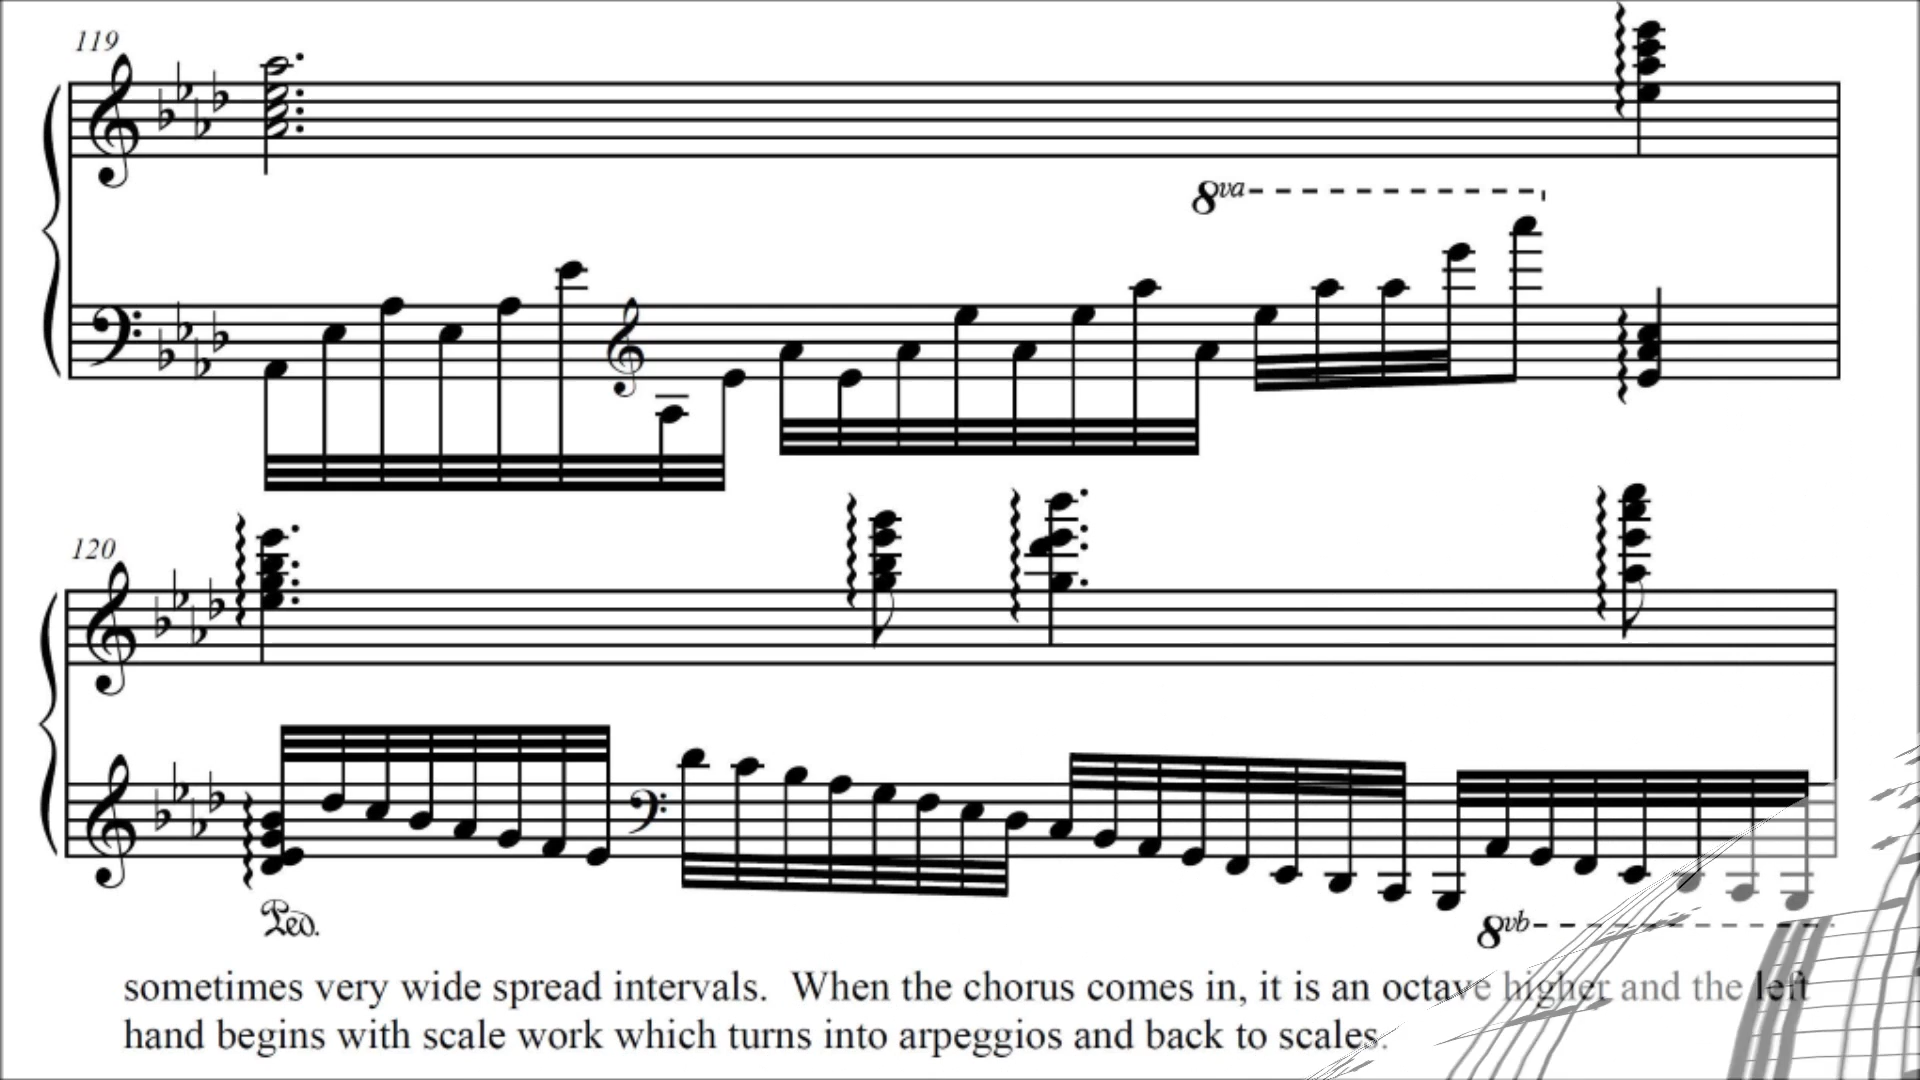 119
8va
120
Ped.
8vb
sometimes very wide spread intervals. When the chorus comes in, it is an octave higher and the left
hand begins with scale work which turns into arpeggios and back to scales.